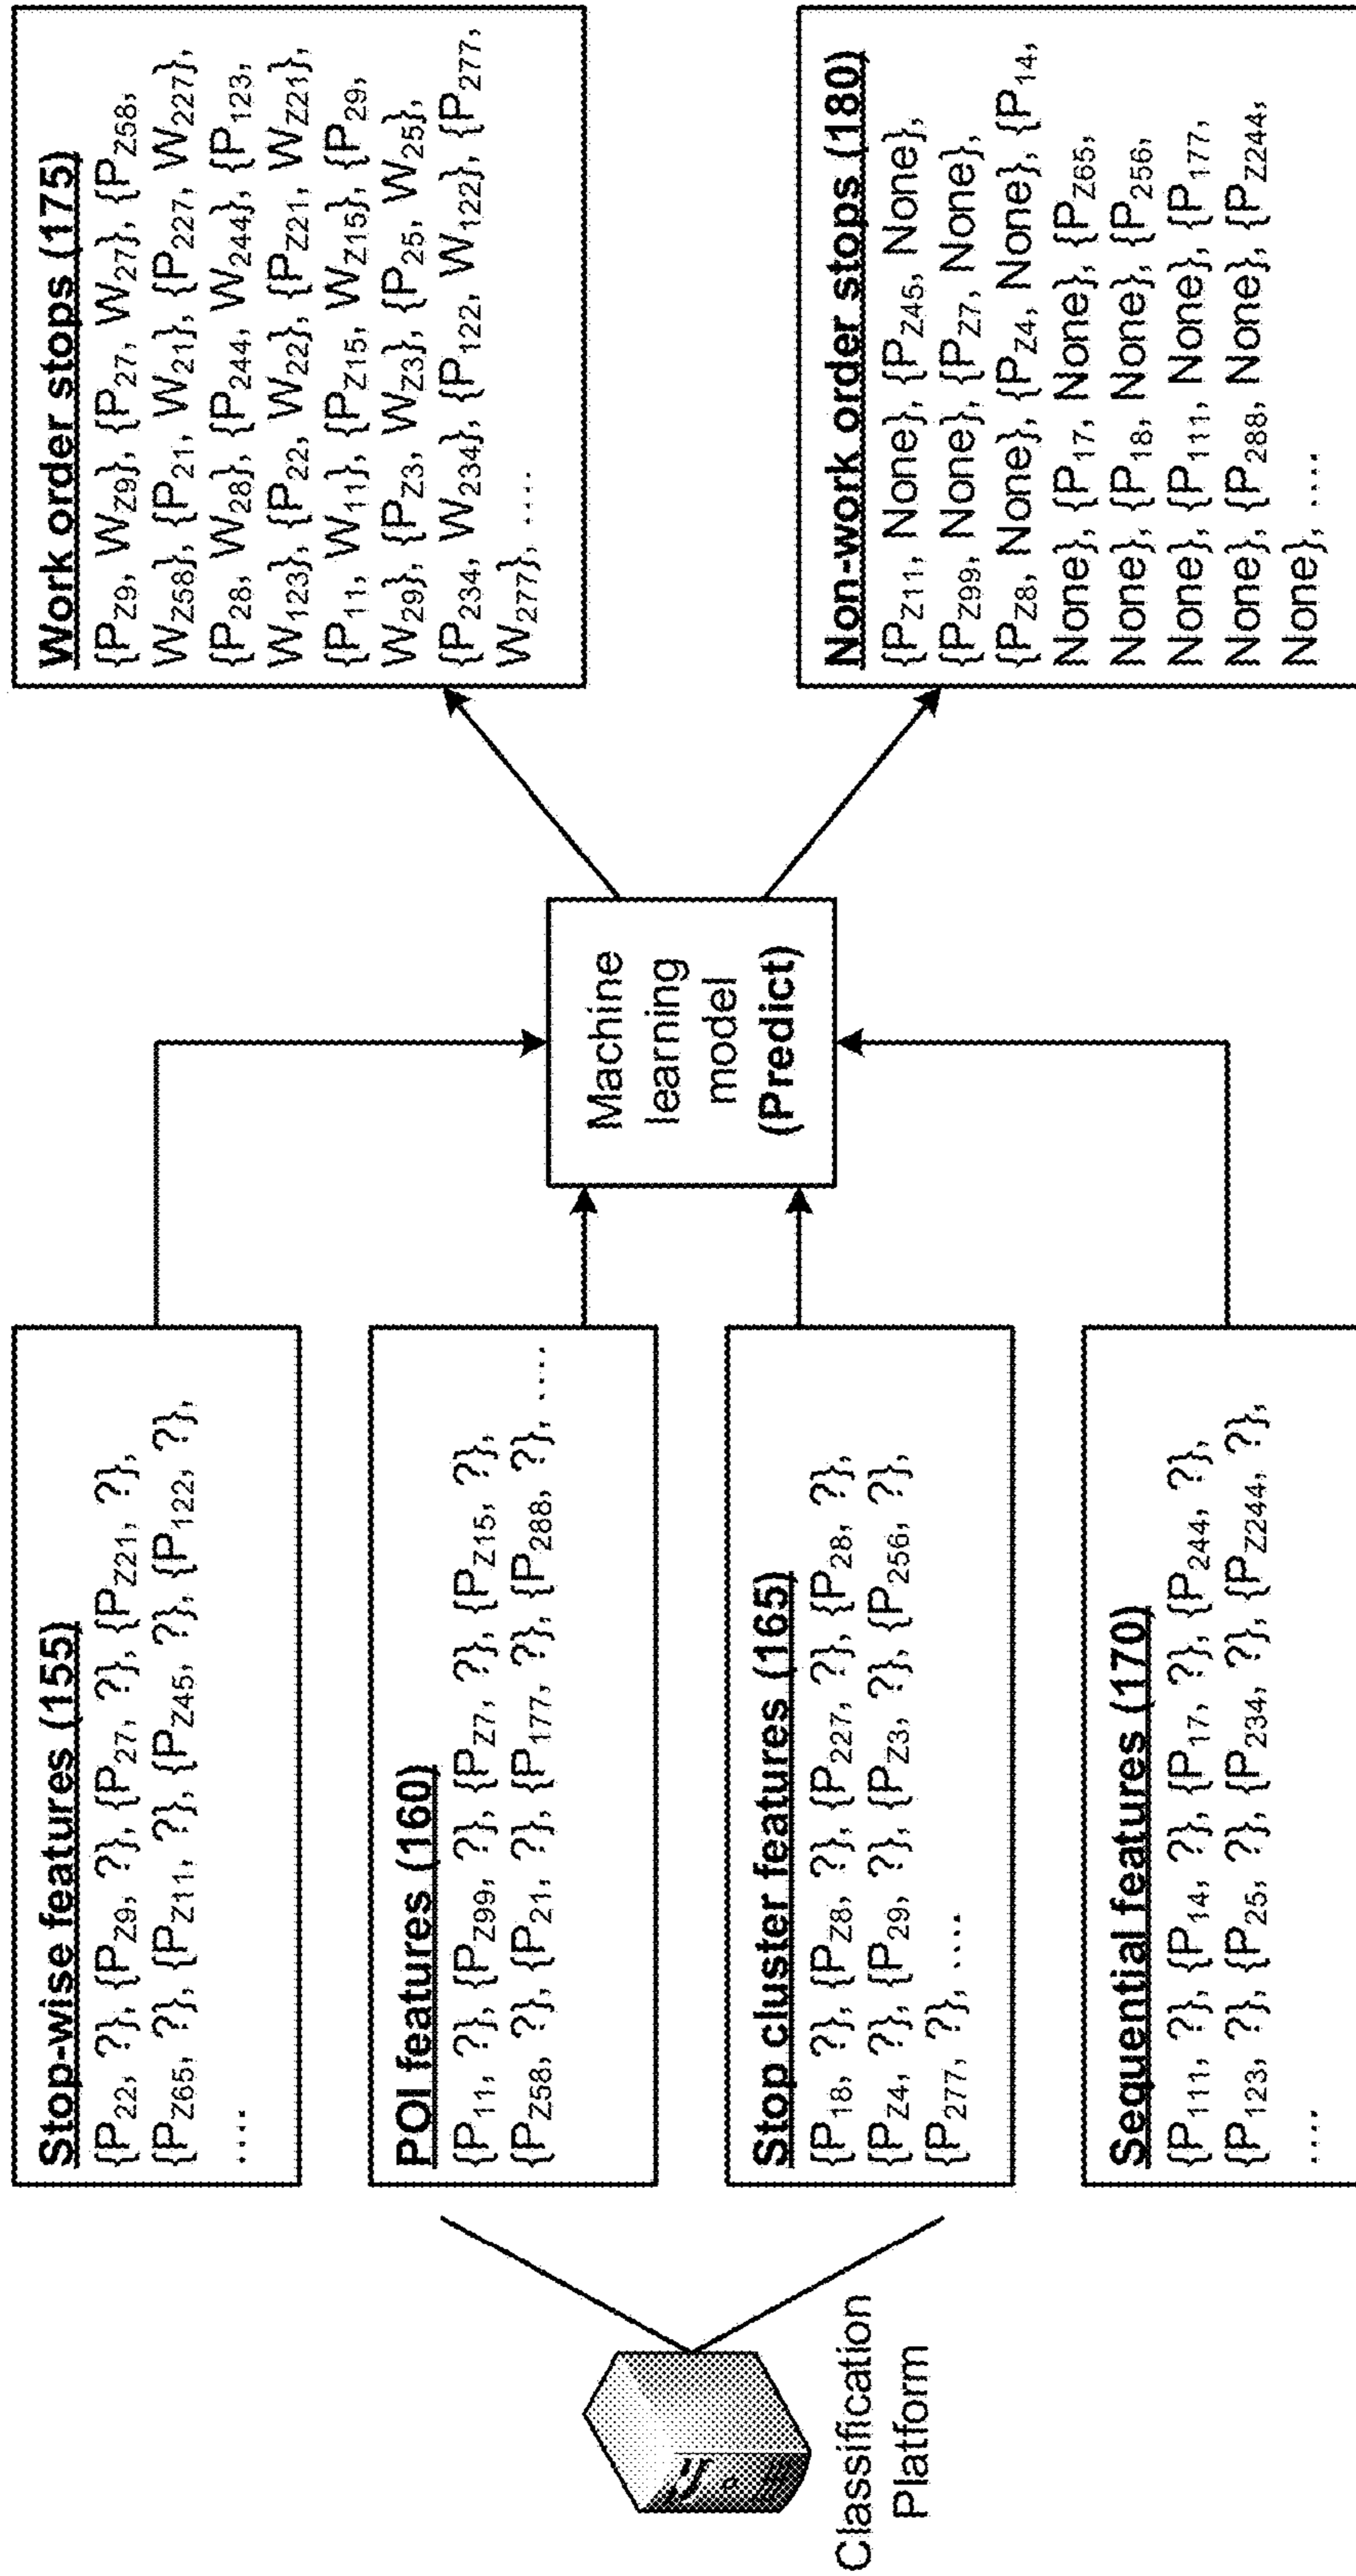 Classification
Platform
Stop-wise features (155)
{P22, ?}, {PZ9, ?}, {P27, ?}, {PZ21, ?},
{PZ65, ?}, {PZ11, ?}, {PZ45, ?}, {P122, ?},
....
POI features (160)
{P11, ?}, {PZ99, ?}, {PZ7, ?}, {PZ15, ?},
{PZ58, ?}, {P21, ?}, {P177, ?}, {P288, ?}, ....
Stop cluster features (165)
{P18, ?}, {PZ8, ?}, {P227, ?}, {P28, ?},
{PZ4, ?}, {P29, ?}, {PZ3, ?}, {P256, ?},
{P277, ?}, ....
Sequential features (170)
{P111, ?}, {P14, ?}, {P17, ?}, {P244, ?},
{P123, ?}, {P25, ?}, {P234, ?}, {PZ244, ?},
....
Machine
learning
model
(Predict)
Work order stops (175)
{PZ9, WZ9}, {P27, W27}, {PZ58,
WZ58}, {P21, W21}, {P227, W227},
{P28, W28}, {P244, W244}, {P123,
W123}, {P22, W22}, {PZ21, WZ21},
{P11, W11}, {PZ15, WZ15}, {P29,
W29}, {PZ3, WZ3}, {P25, W25},
{P234, W234}, {P122, W122}, {P277,
W277}, ....
Non-work order stops (180)
{PZ11, None}, {PZ45, None},
{PZ99, None}, {PZ7, None},
{PZ8, None}, {PZ4, None}, {P14,
None}, {P17, None}, {PZ65,
None}, {P18, None}, {P256,
None}, {P111, None}, {P177,
None}, {P288, None}, {PZ244,
None}, ....